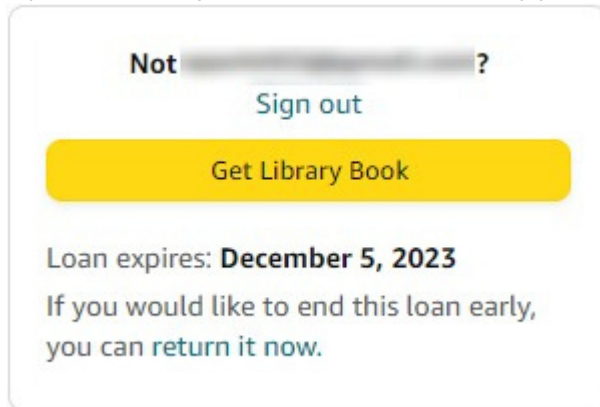 Not ?
Sign out
Get Library Book
Loan expires: December 5, 2023
If you would like to end this loan early,
you can return it now.